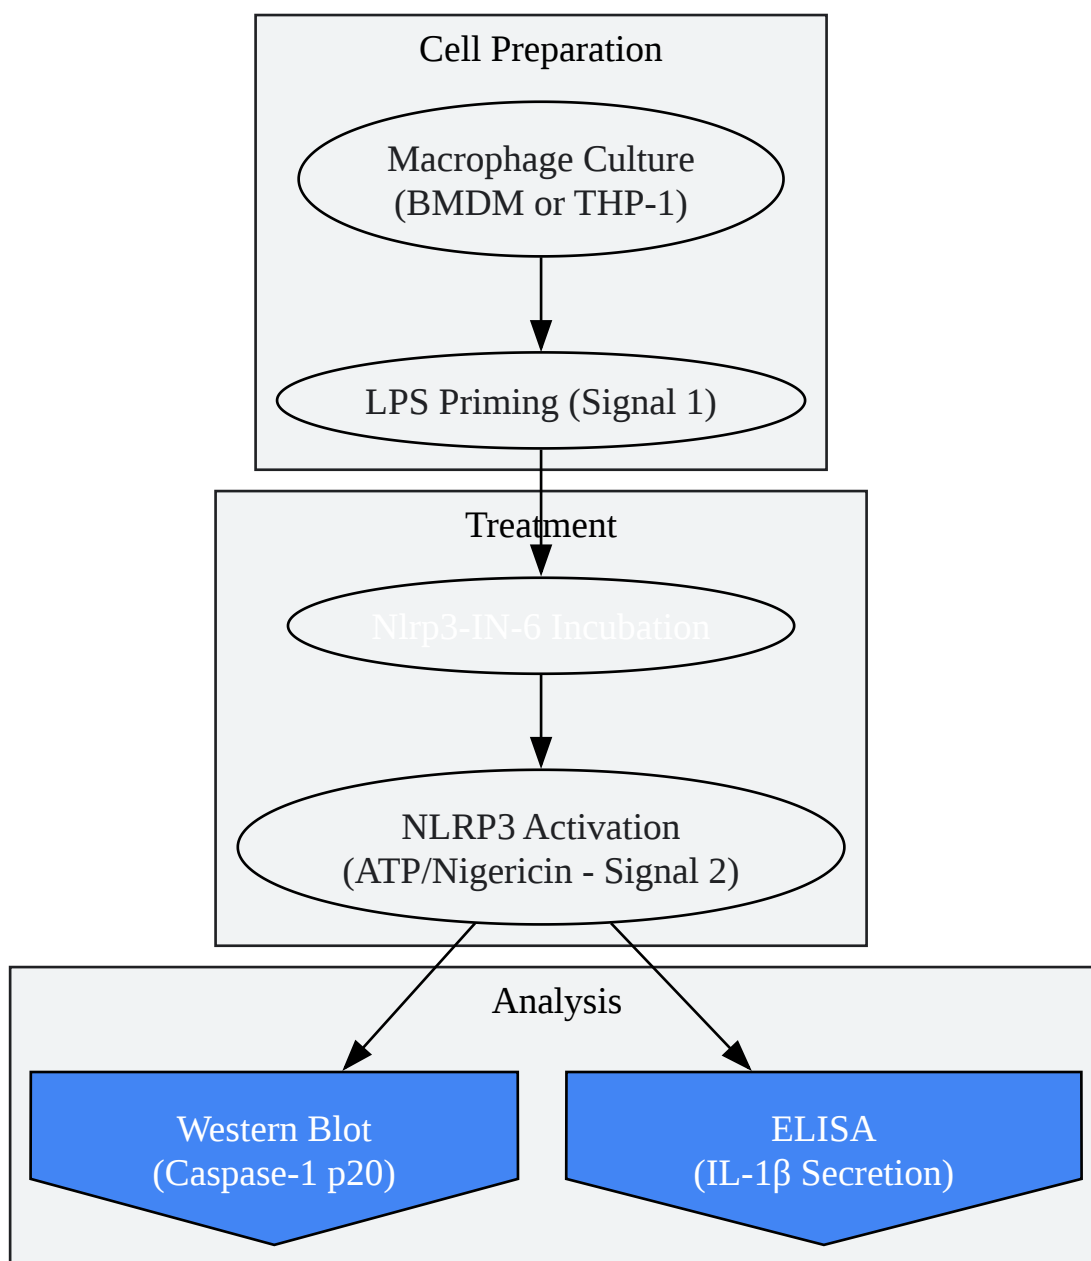 Cell Preparation
Macrophage Culture
(BMDM or THP-1)
LPS Priming (Signal 1)
Treatment
Nlrp3-IN-6 Incubation
NLRP3 Activation
(ATP/Nigericin - Signal 2)
Analysis
Western Blot
(Caspase-1 p20)
ELISA
(IL-1β Secretion)